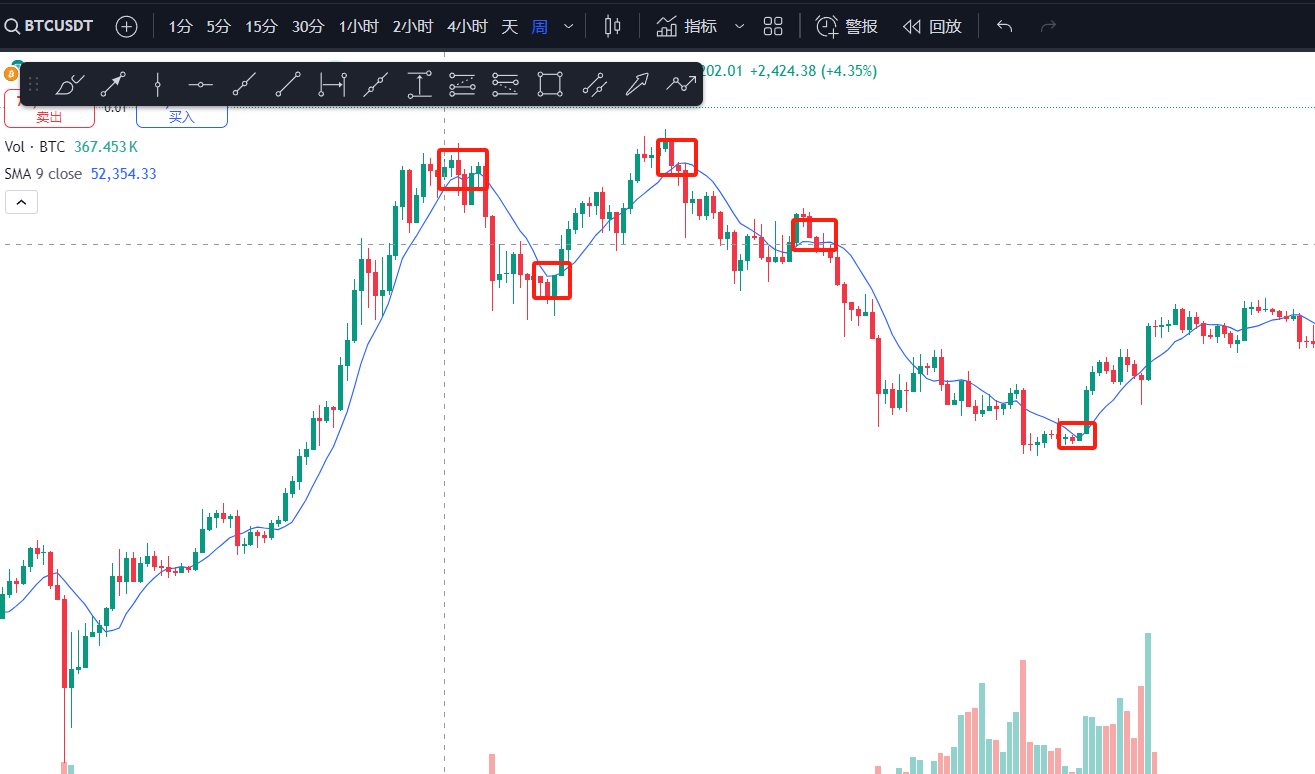 BTCUSDT 1分 5分 15分 30分 1小时 2小时 4小时 天 周 指标 警报 回放
202.01 +2,424.38 (+4.35%)
0.01
卖出 买入
Vol · BTC 367.453K
SMA 9 close 52,354.33